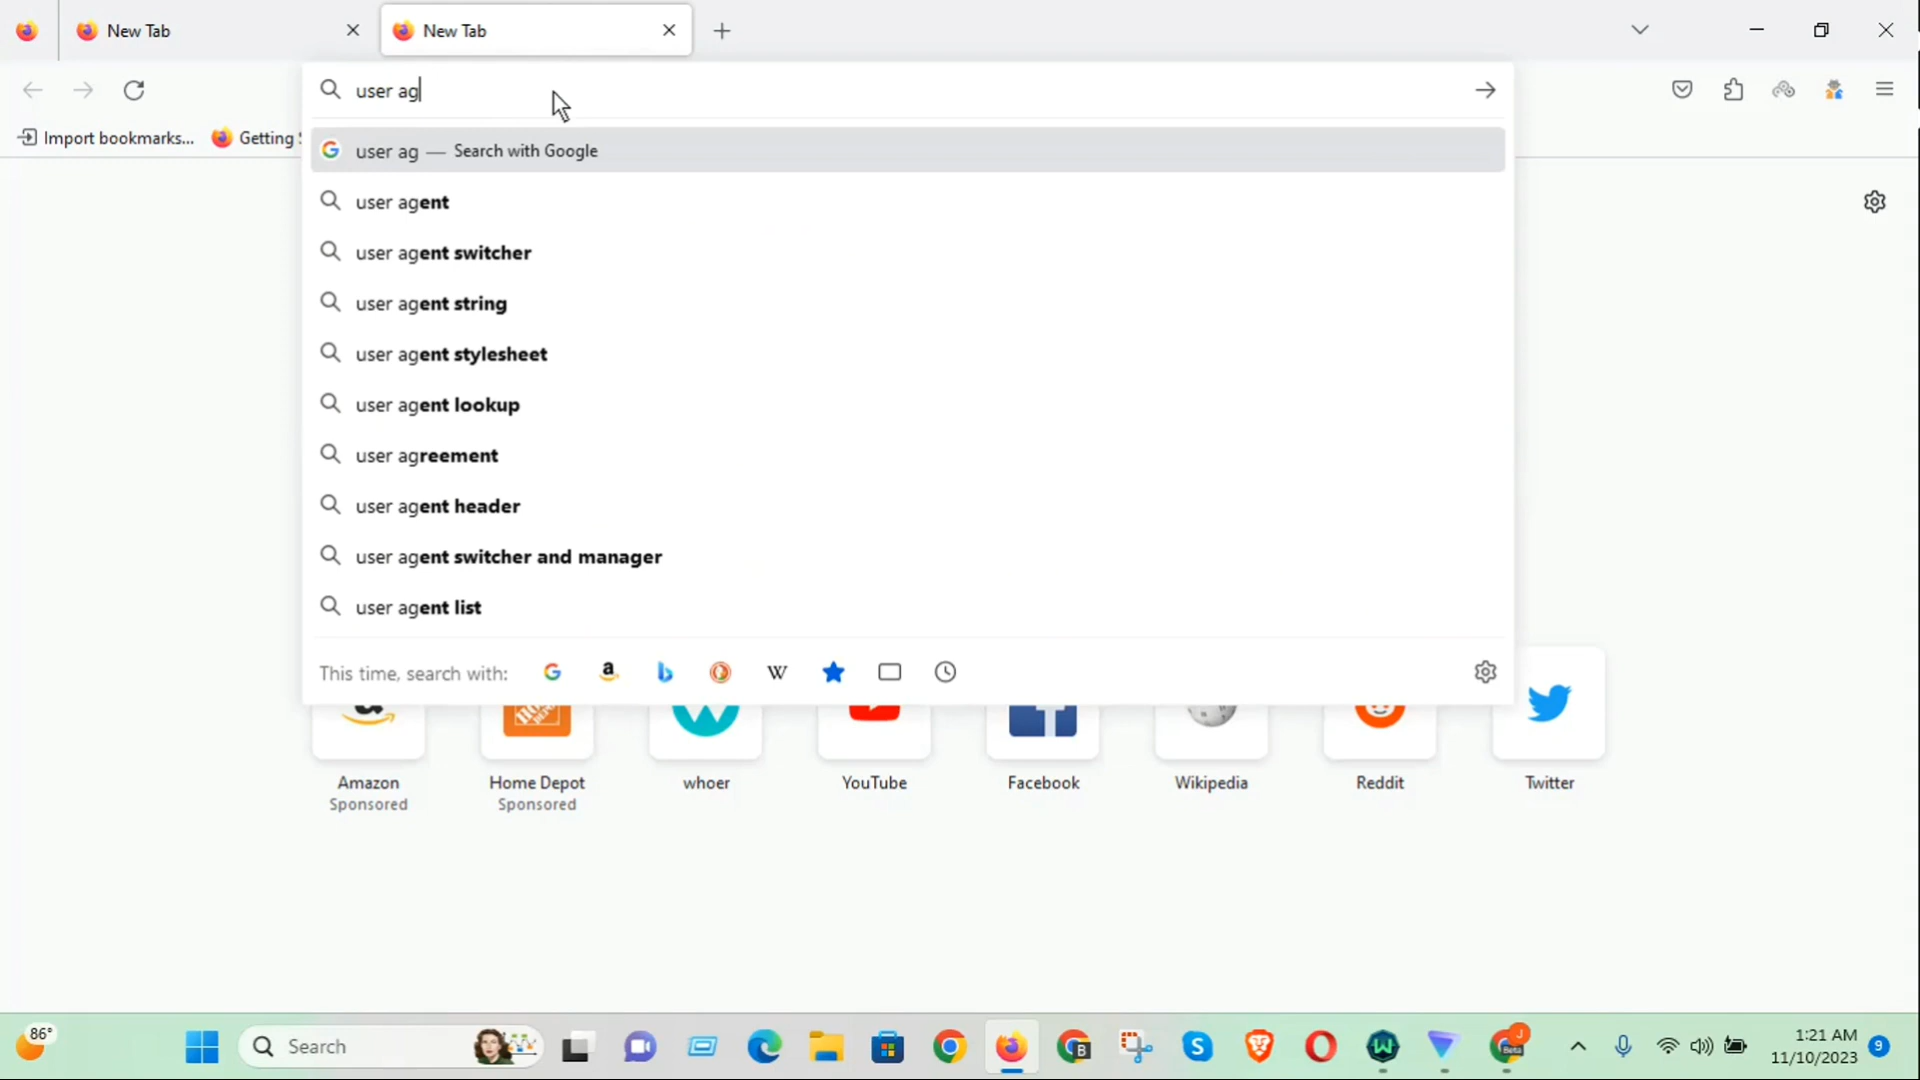 New Tab
New Tab
user ag
Import bookmarks...
Getting S
user ag — Search with Google
user agent
user agent switcher
user agent string
user agent stylesheet
user agent lookup
user agreement
user agent header
user agent switcher and manager
user agent list
This time, search with:
Amazon
Sponsored
Home Depot
Sponsored
whoer
YouTube
Facebook
Wikipedia
Reddit
Twitter
86°
Search
1:21 AM
11/10/2023
9